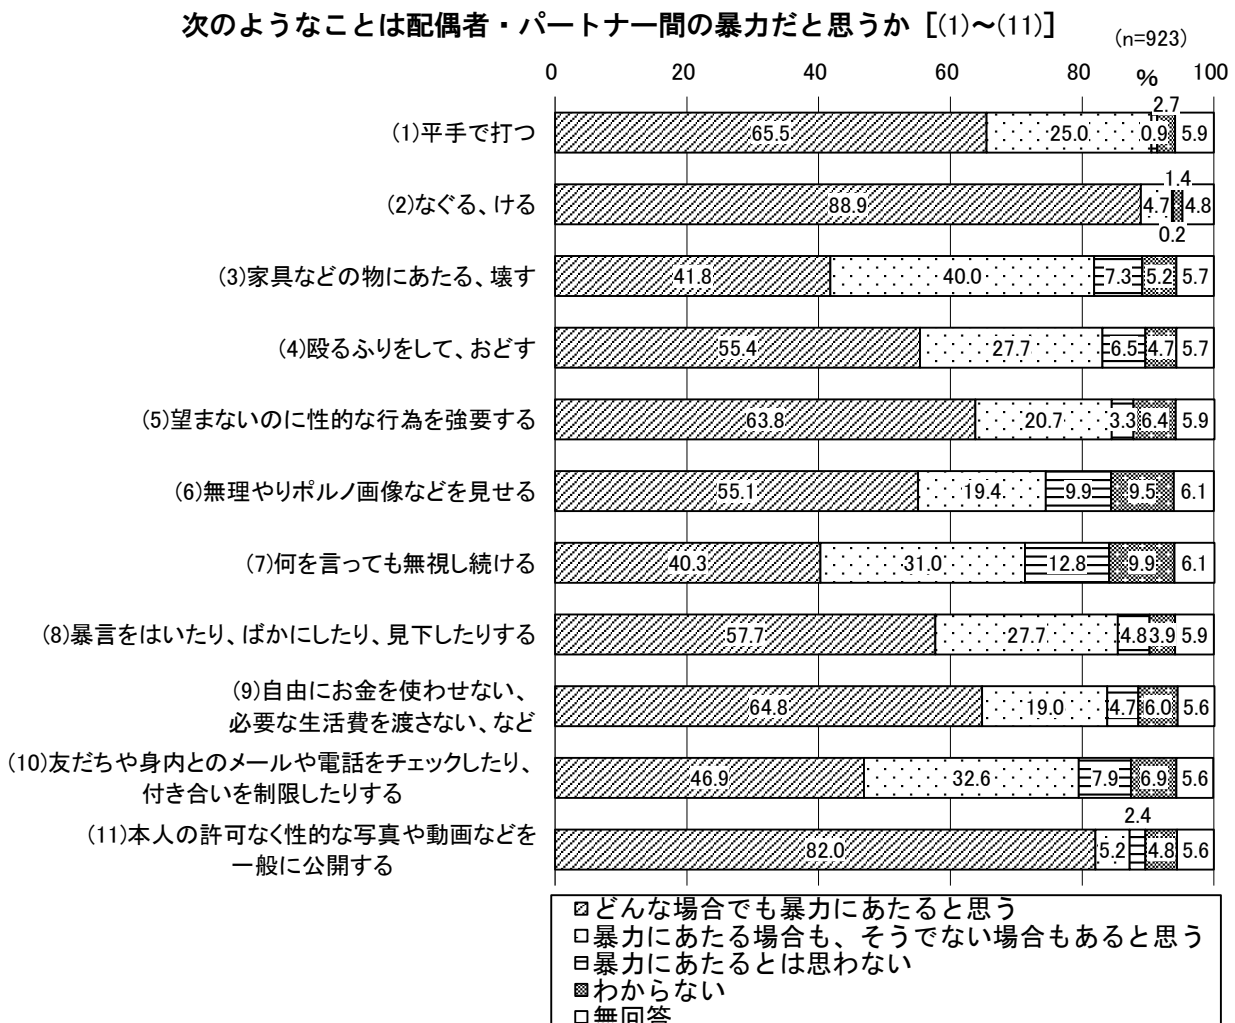 次のようなことは配偶者・パートナー間の暴力だと思うか［(1)～(11)］
(n=923)
0 20 40 60 80 % 100
(1)平手で打つ 65.5 25.0 0.9 2.7 5.9
(2)なぐる、ける 88.9 4.7 0.2 1.4 4.8
(3)家具などの物にあたる、壊す 41.8 40.0 7.3 5.2 5.7
(4)殴るふりをして、おどす 55.4 27.7 6.5 4.7 5.7
(5)望まないのに性的な行為を強要する 63.8 20.7 3.3 6.4 5.9
(6)無理やりポルノ画像などを見せる 55.1 19.4 9.9 9.5 6.1
(7)何を言っても無視し続ける 40.3 31.0 12.8 9.9 6.1
(8)暴言をはいたり、ばかにしたり、見下したりする 57.7 27.7 4.8 3.9 5.9
(9)自由にお金を使わせない、
必要な生活費を渡さない、など 64.8 19.0 4.7 6.0 5.6
(10)友だちや身内とのメールや電話をチェックしたり、
付き合いを制限したりする 46.9 32.6 7.9 6.9 5.6
(11)本人の許可なく性的な写真や動画などを
一般に公開する 82.0 5.2 2.4 4.8 5.6
どんな場合でも暴力にあたると思う
暴力にあたる場合も、そうでない場合もあると思う
暴力にあたるとは思わない
わからない
無回答